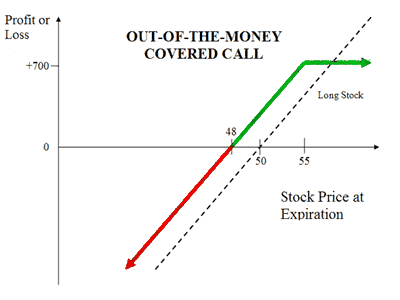 Profit or
Loss
OUT-OF-THE-MONEY
COVERED CALL
+700
Long Stock
48
0
50
55
Stock Price at
Expiration